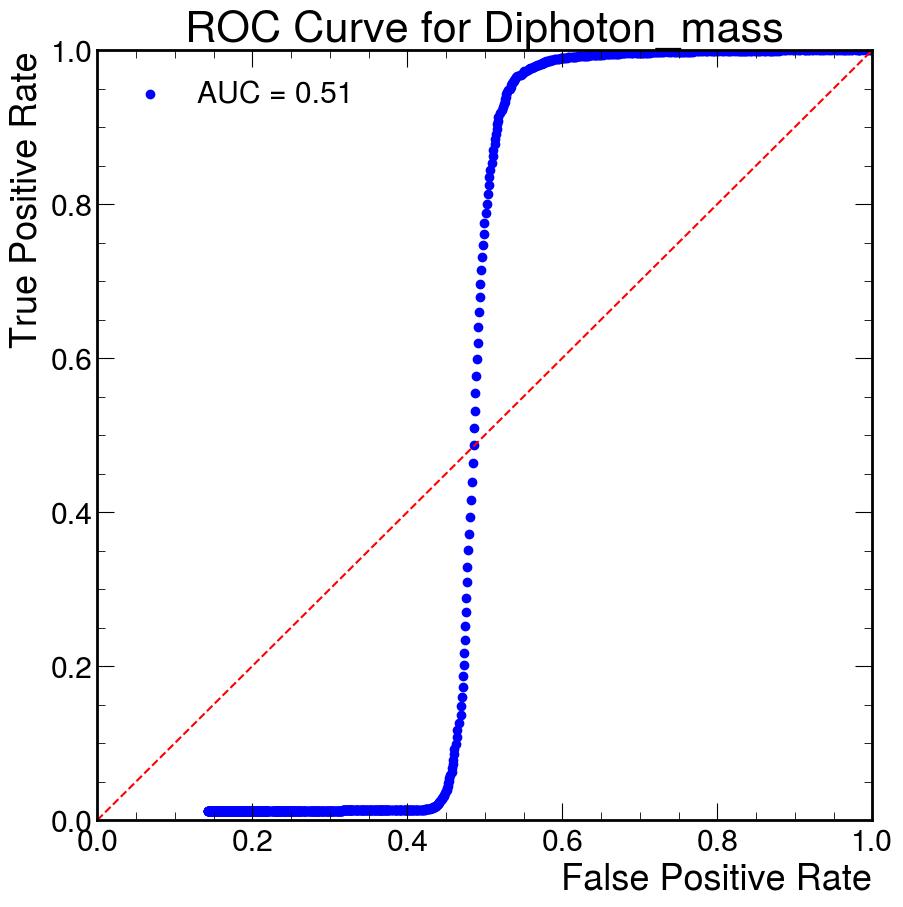 ROC Curve for Diphoton_mass
AUC = 0.51
True Positive Rate
1.0
0.8
0.6
0.4
0.2
0.0
0.0 0.2 0.4 0.6 0.8 1.0
False Positive Rate